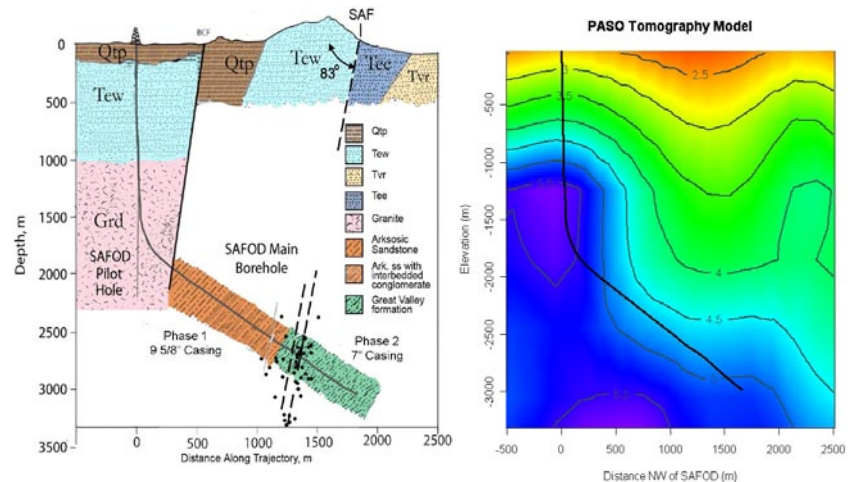 SAF
BCF
0
Qtp
Qtp
Tew
Tee
Tvr
83°
Tew
500
Qtp
Tew
Tvr
Tee
Granite
Arksosic
Sandstone
Ark. ss with
interbedded
conglomerate
Great Valley
formation
1000
Grd
1500
SAFOD
Pilot
Hole
SAFOD Main
Borehole
2000
2500
Phase 1
9 5/8" Casing
Phase 2
7" Casing
3000
3500
Depth, m
-500
0
500
1000
1500
2000
2500
Distance Along Trajectory, m
PASO Tomography Model
2.5
3
3.5
4
4.5
5
5.5
5.5
-500
-1000
-1500
-2000
-2500
-3000
Elevation (m)
-500
0
500
1000
1500
2000
2500
Distance NW of SAFOD (m)